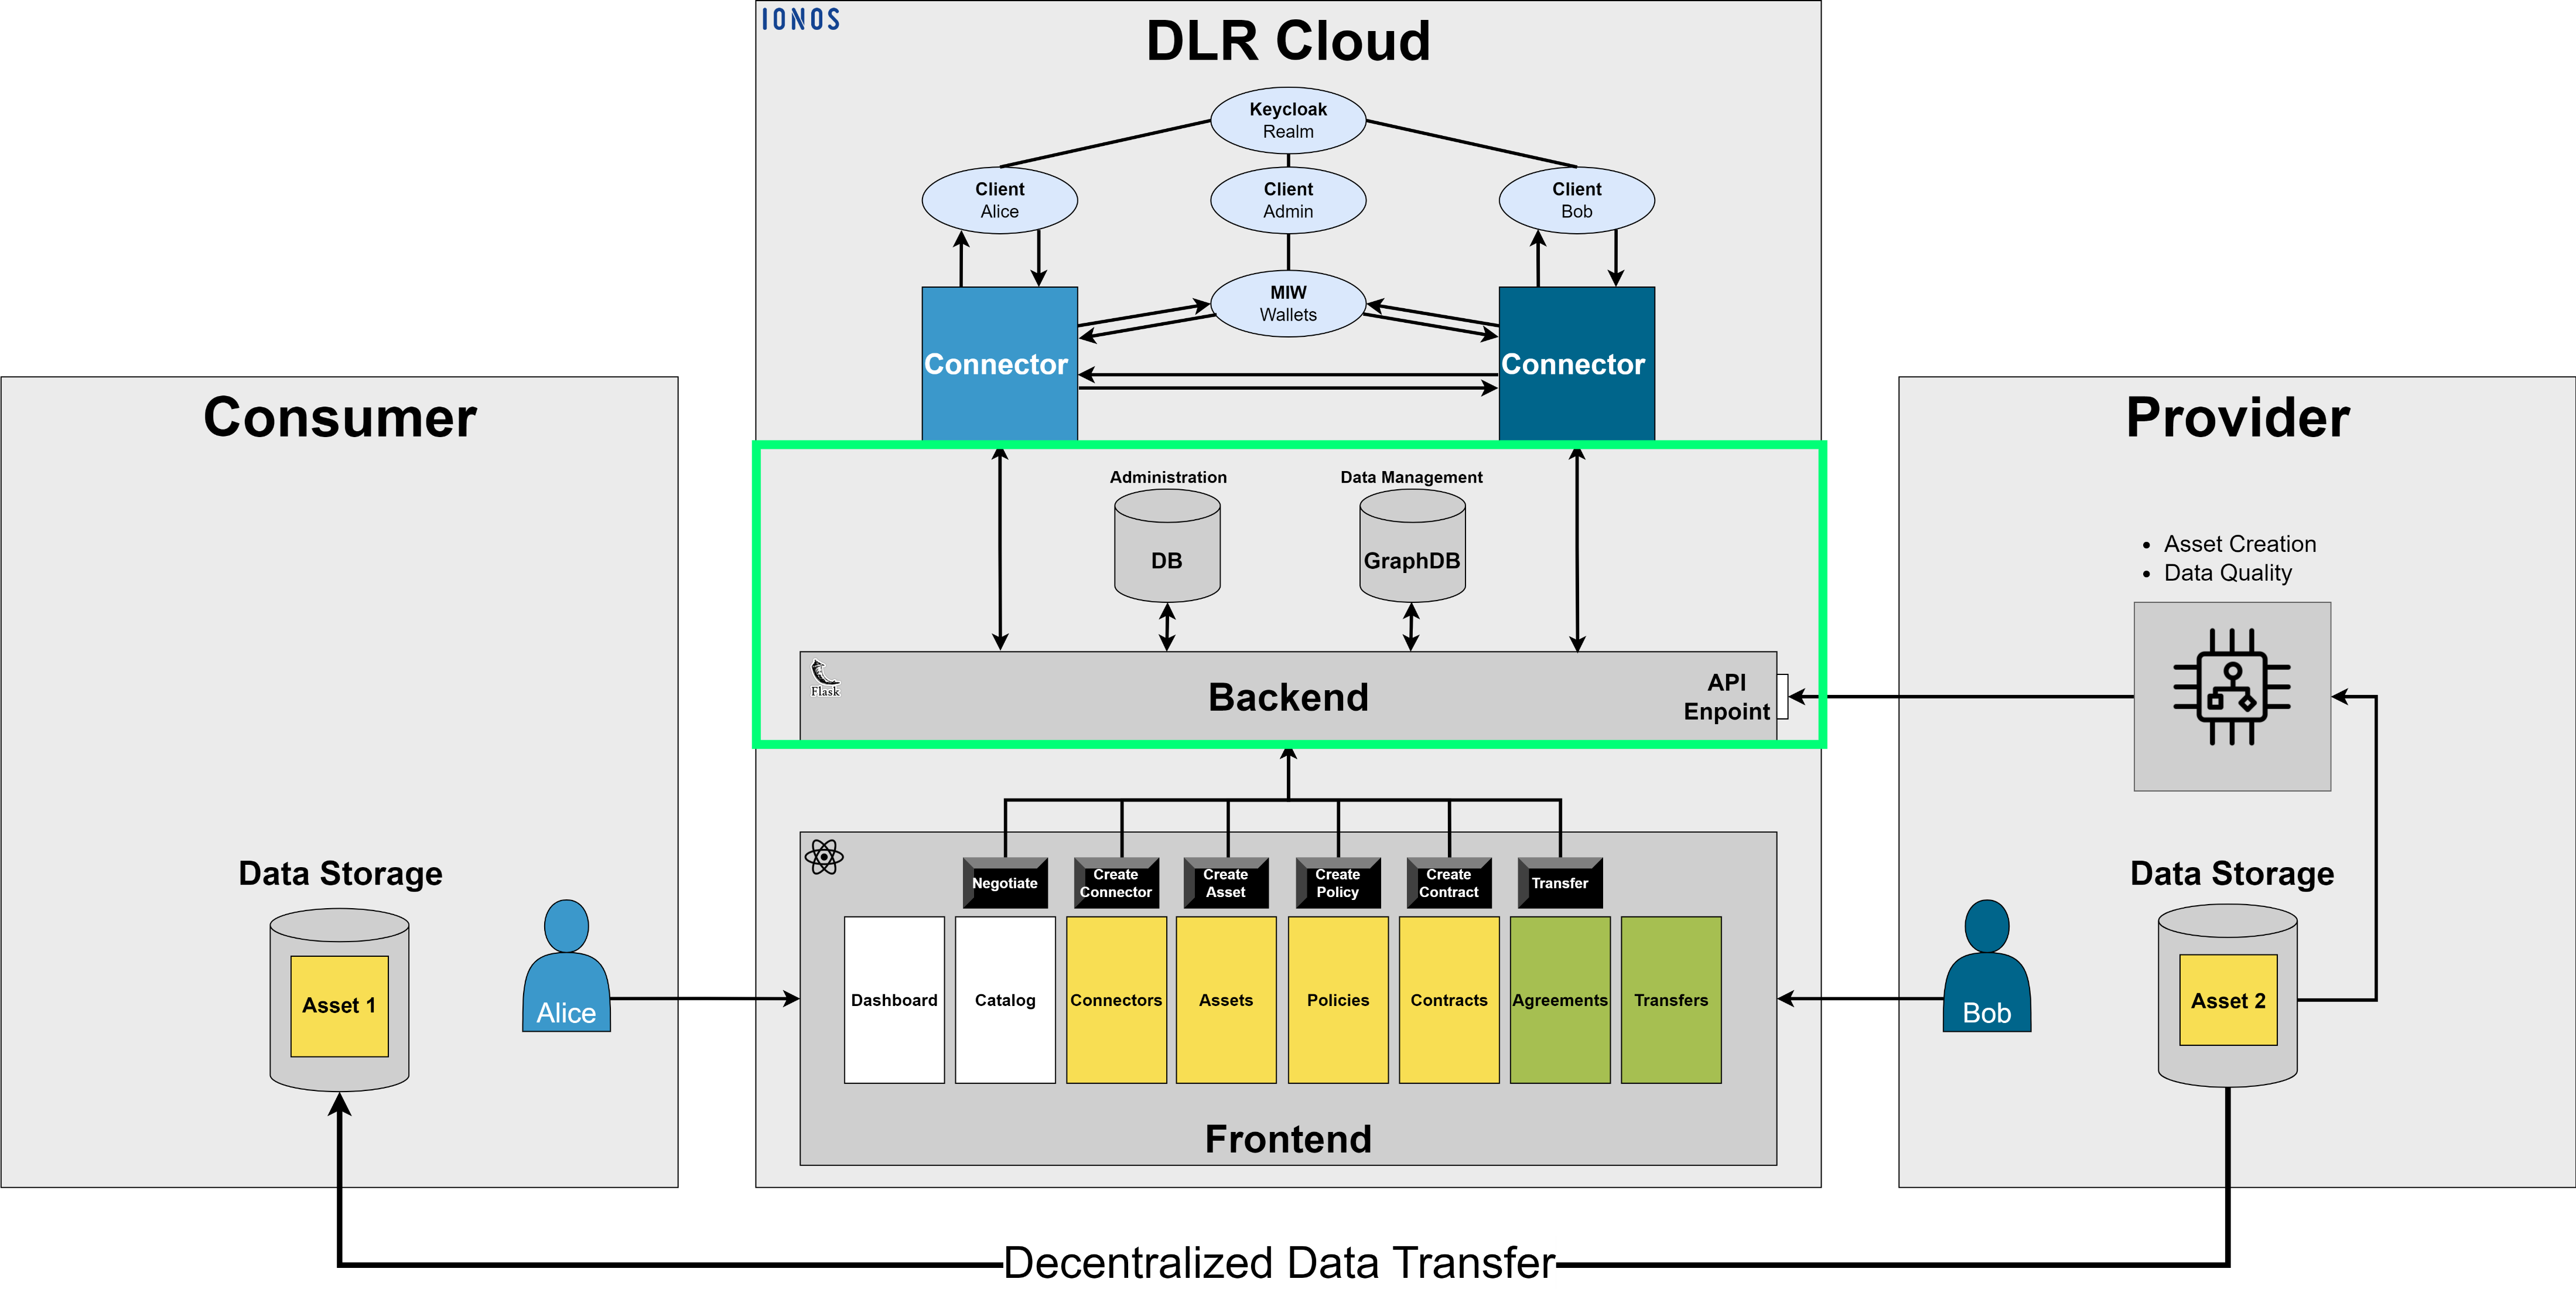 IONOS
DLR Cloud
Keycloak
Realm
Client
Alice
Client
Admin
Client
Bob
MIW
Wallets
Connector
Connector
Consumer
Provider
Administration
Data Management
DB
GraphDB
Asset Creation
Data Quality
Flask
Backend
API
Enpoint
Negotiate
Create
Connector
Create
Asset
Create
Policy
Create
Contract
Transfer
Data Storage
Data Storage
Asset 1
Alice
Dashboard
Catalog
Connectors
Assets
Policies
Contracts
Agreements
Transfers
Bob
Asset 2
Frontend
Decentralized Data Transfer